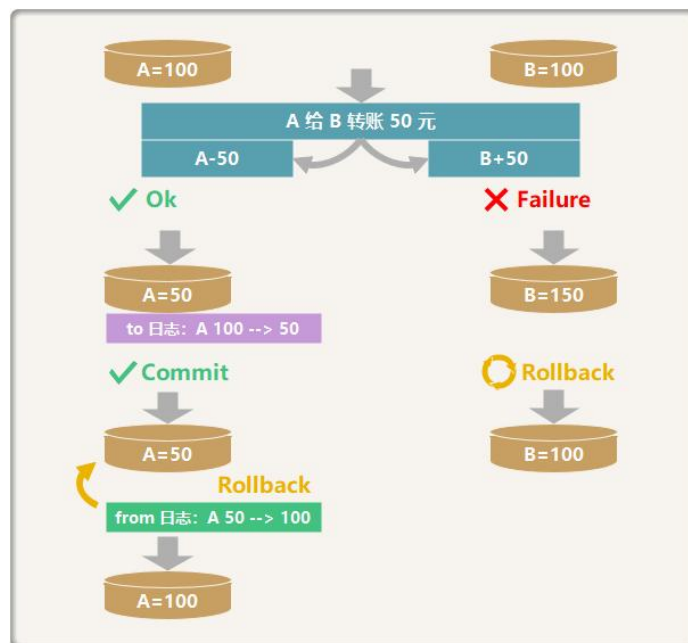 A=100
B=100
A 给 B 转账 50 元
A-50
B+50
Ok
Failure
A=50
B=150
to 日志：A 100 --> 50
Commit
Rollback
A=50
B=100
Rollback
from 日志：A 50 --> 100
A=100